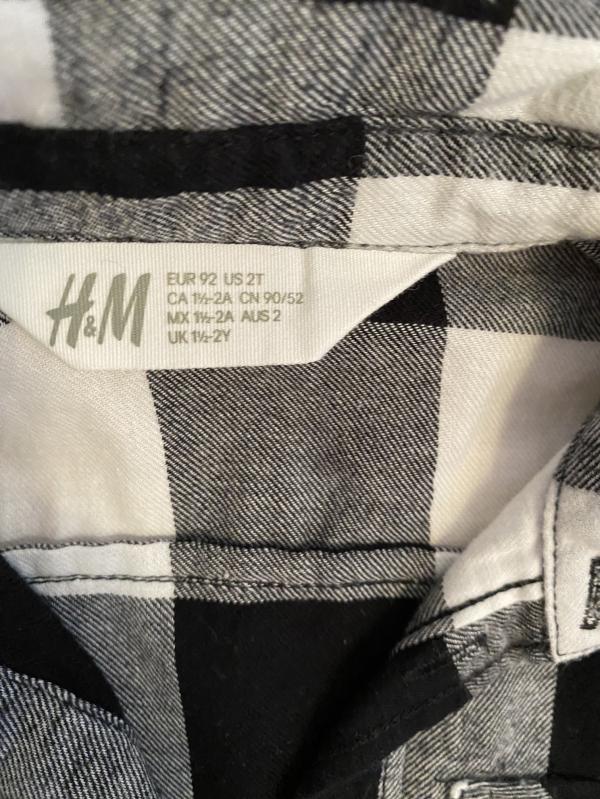 H&M
EUR 92 US 2T
CA 1½-2A CN 90/52
MX 1½-2A AUS 2
UK 1½-2Y